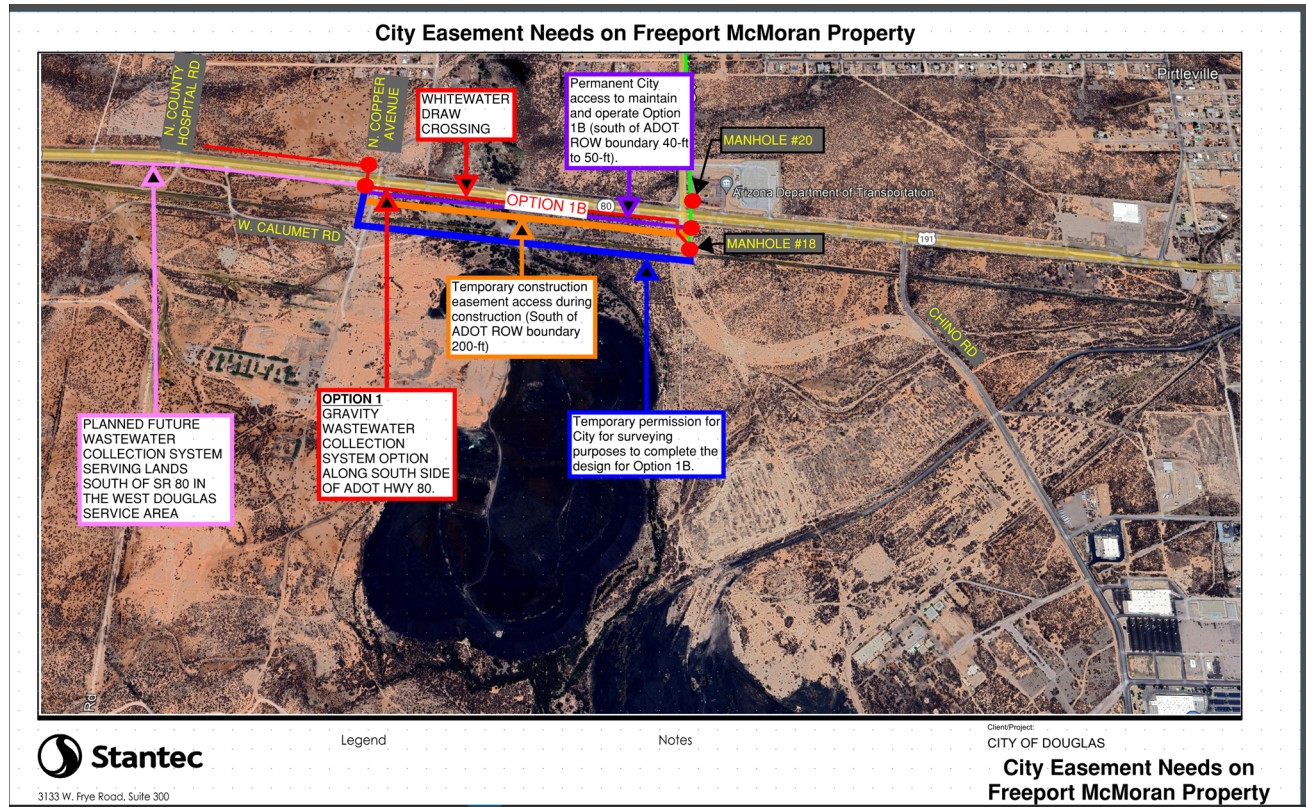 City Easement Needs on Freeport McMoran Property
N. COUNTY
HOSPITAL RD
N. COPPER
AVENUE
WHITEWATER
DRAW
CROSSING
Permanent City
access to maintain
and operate Option
1B (south of ADOT
ROW boundary 40-ft
to 50-ft).
Pirtleville
MANHOLE #20
Arizona Department of Transportation
OPTION 1B
80
W. CALUMET RD
MANHOLE #18
191
CHINO RD
Temporary construction
easement access during
construction (South of
ADOT ROW boundary
200-ft)
OPTION 1
GRAVITY
WASTEWATER
COLLECTION
SYSTEM OPTION
ALONG SOUTH SIDE
OF ADOT HWY 80.
PLANNED FUTURE
WASTEWATER
COLLECTION SYSTEM
SERVING LANDS
SOUTH OF SR 80 IN
THE WEST DOUGLAS
SERVICE AREA
Temporary permission for
City for surveying
purposes to complete the
design for Option 1B.
Rd
Stantec
3133 W. Frye Road, Suite 300
Legend
Notes
Client/Project:
CITY OF DOUGLAS
City Easement Needs on
Freeport McMoran Property